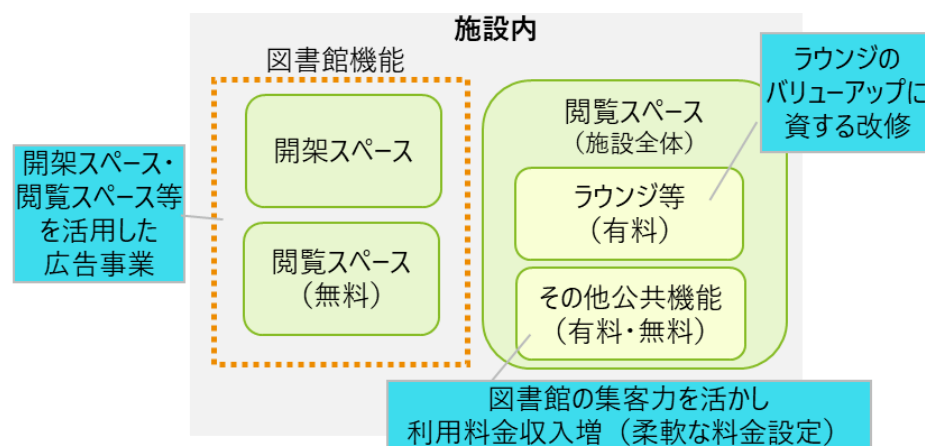 施設内
図書館機能
開架スペース
閲覧スペース
（無料）
開架スペース・
閲覧スペース等
を活用した
広告事業
閲覧スペース
（施設全体）
ラウンジ等
（有料）
その他公共機能
（有料・無料）
ラウンジの
バリューアップに
資する改修
図書館の集客力を活かし
利用料金収入増（柔軟な料金設定）